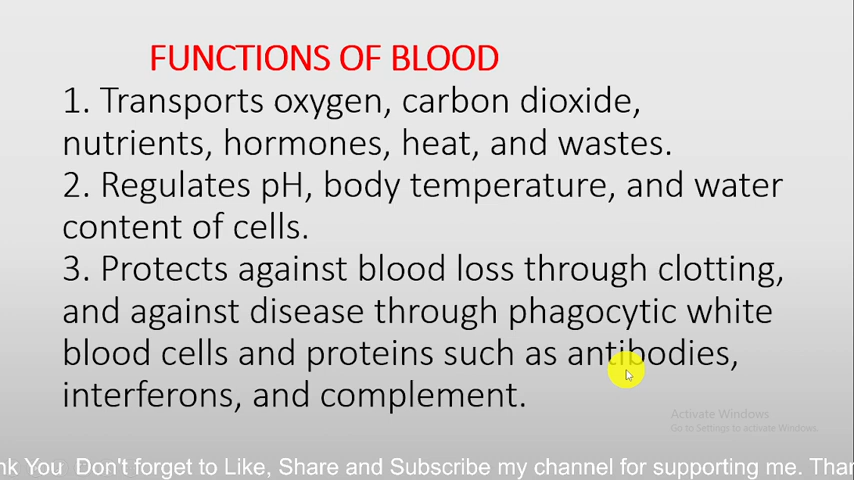 FUNCTIONS OF BLOOD
1. Transports oxygen, carbon dioxide,
nutrients, hormones, heat, and wastes.
2. Regulates pH, body temperature, and water
content of cells.
3. Protects against blood loss through clotting,
and against disease through phagocytic white
blood cells and proteins such as antibodies,
interferons, and complement.
Activate Windows
Go to Settings to activate Windows.
nk You Don't forget to Like, Share and Subscribe my channel for supporting me. Than